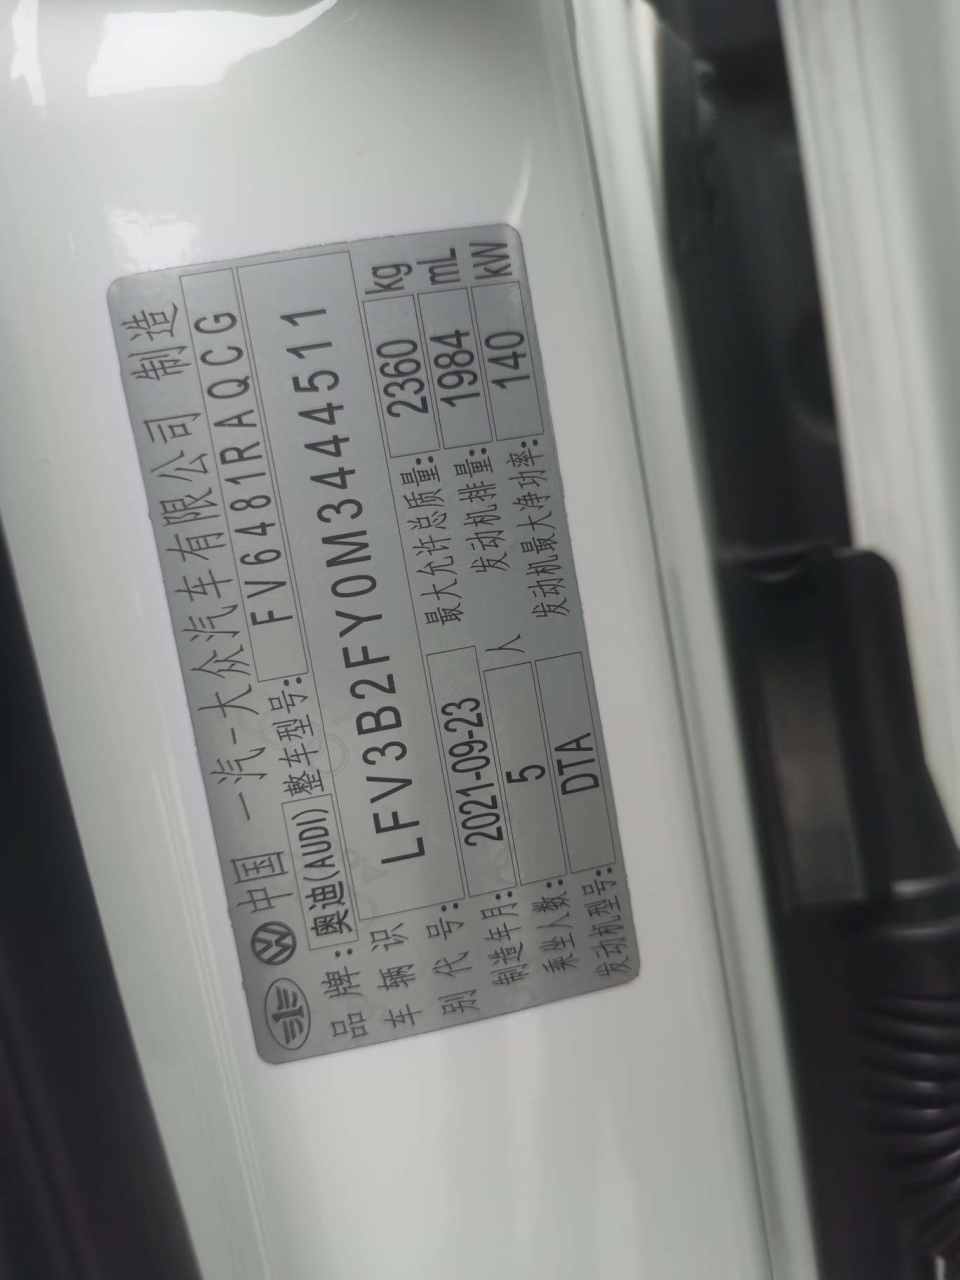 中国 一汽-大众汽车有限公司 制造
品牌: 奥迪(AUDI) 整车型号: FV6481RAQCG
车辆识别代号: LFV3B2FY0M3444511
制造年月: 2021-09-23 最大允许总质量: 2360 kg
乘坐人数: 5 人 发动机排量: 1984 mL
发动机型号: DTA 发动机最大净功率: 140 kW